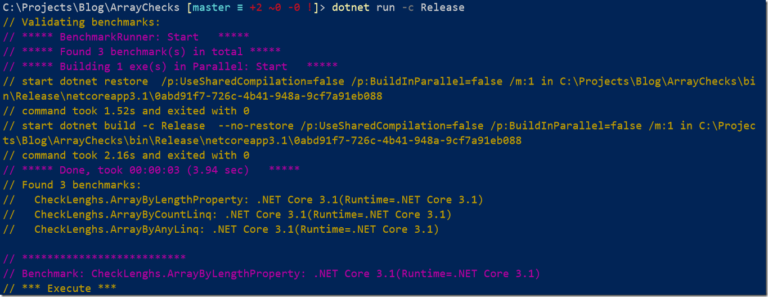 C:\Projects\Blog\ArrayChecks [master ≡ +2 ~0 -0 !]> dotnet run -c Release
// Validating benchmarks:
// ***** BenchmarkRunner: Start   *****
// ***** Found 3 benchmark(s) in total *****
// ***** Building 1 exe(s) in Parallel: Start   *****
// start dotnet restore  /p:UseSharedCompilation=false /p:BuildInParallel=false /m:1 in C:\Projects\Blog\ArrayChecks\bi
n\Release\netcoreapp3.1\0abd91f7-726c-4b41-948a-9cf7a91eb088
// command took 1.52s and exited with 0
// start dotnet build -c Release  --no-restore /p:UseSharedCompilation=false /p:BuildInParallel=false /m:1 in C:\Projec
ts\Blog\ArrayChecks\bin\Release\netcoreapp3.1\0abd91f7-726c-4b41-948a-9cf7a91eb088
// command took 2.16s and exited with 0
// ***** Done, took 00:00:03 (3.94 sec)   *****
// Found 3 benchmarks:
//   CheckLenghs.ArrayByLengthProperty: .NET Core 3.1(Runtime=.NET Core 3.1)
//   CheckLenghs.ArrayByCountLinq: .NET Core 3.1(Runtime=.NET Core 3.1)
//   CheckLenghs.ArrayByAnyLinq: .NET Core 3.1(Runtime=.NET Core 3.1)
// **************************
// Benchmark: CheckLenghs.ArrayByLengthProperty: .NET Core 3.1(Runtime=.NET Core 3.1)
// *** Execute ***